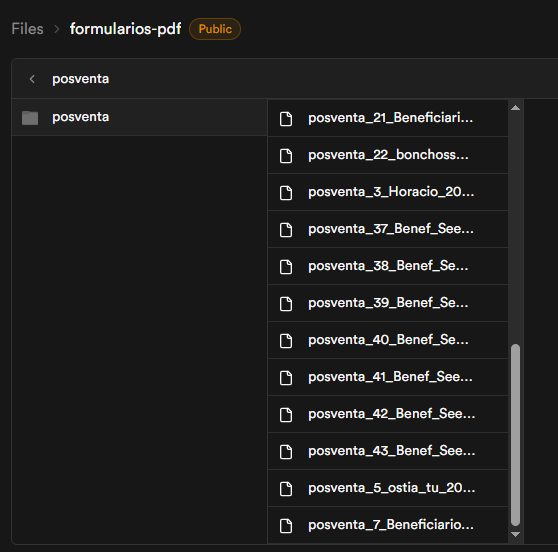 Files > formularios-pdf Public
< posventa
posventa
posventa_21_Beneficiari...
posventa_22_bonchoss...
posventa_3_Horacio_20...
posventa_37_Benef_See...
posventa_38_Benef_Se...
posventa_39_Benef_Se...
posventa_40_Benef_Se...
posventa_41_Benef_See...
posventa_42_Benef_See...
posventa_43_Benef_See...
posventa_5_ostia_tu_20...
posventa_7_Beneficiario...